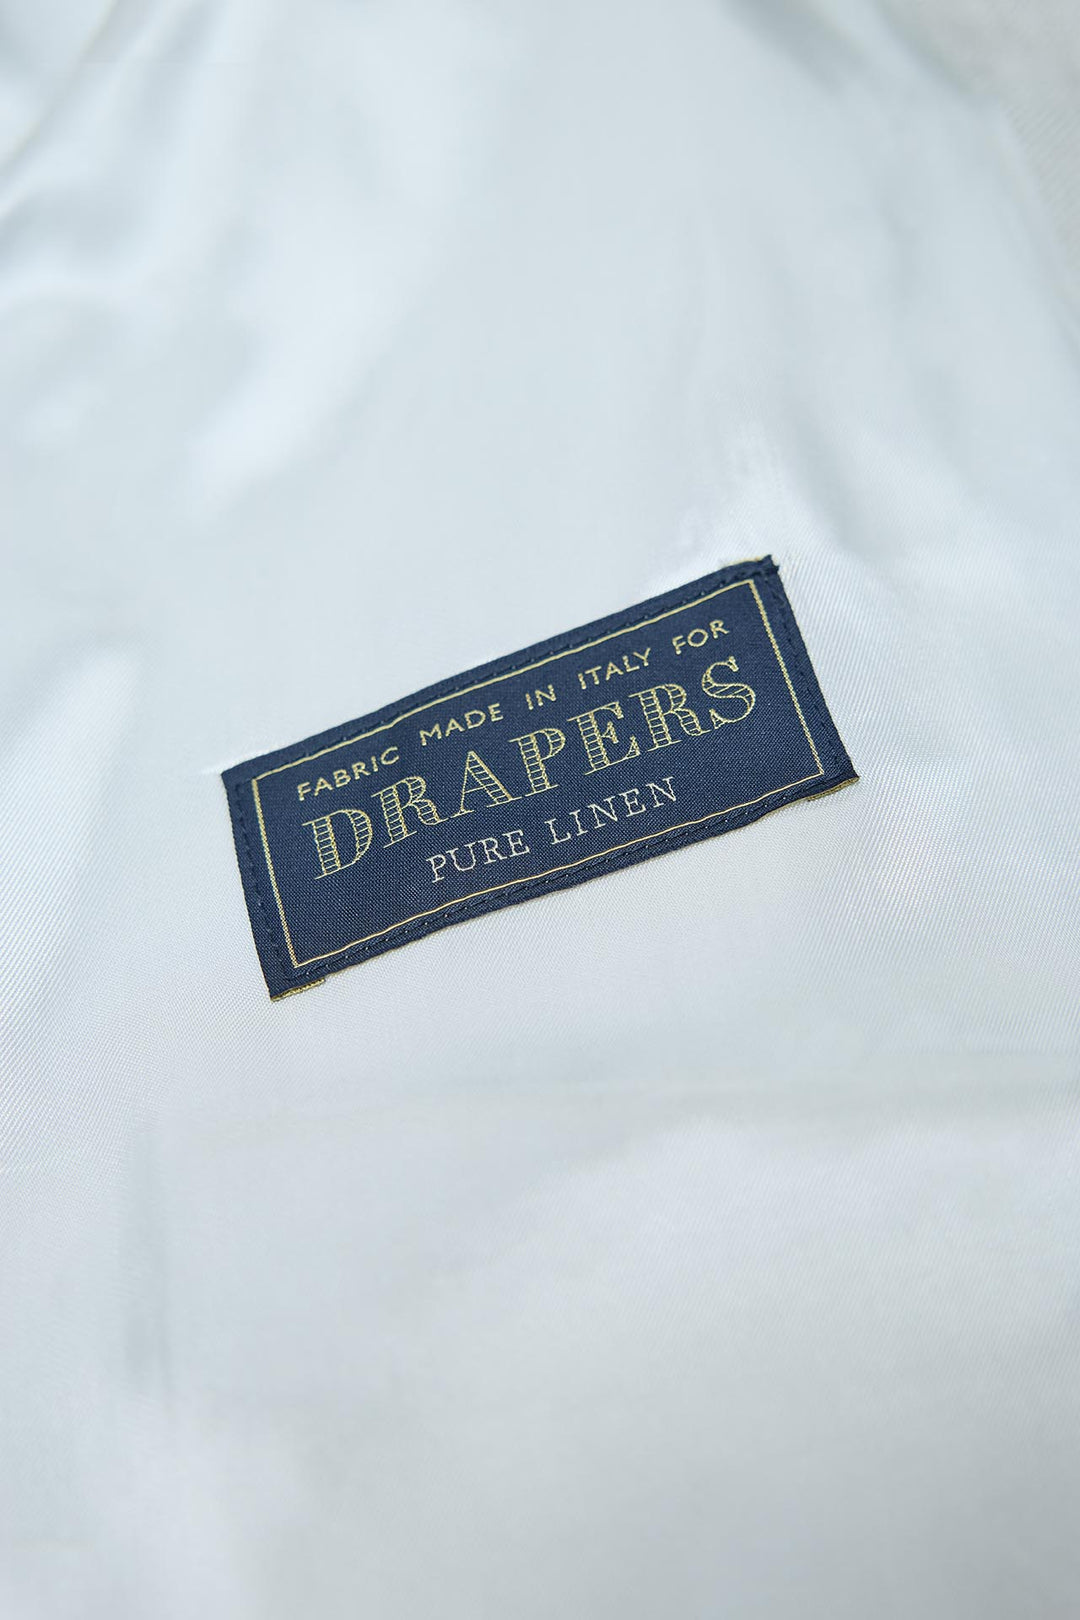 FABRIC MADE IN ITALY FOR
DRAPERS
PURE LINEN